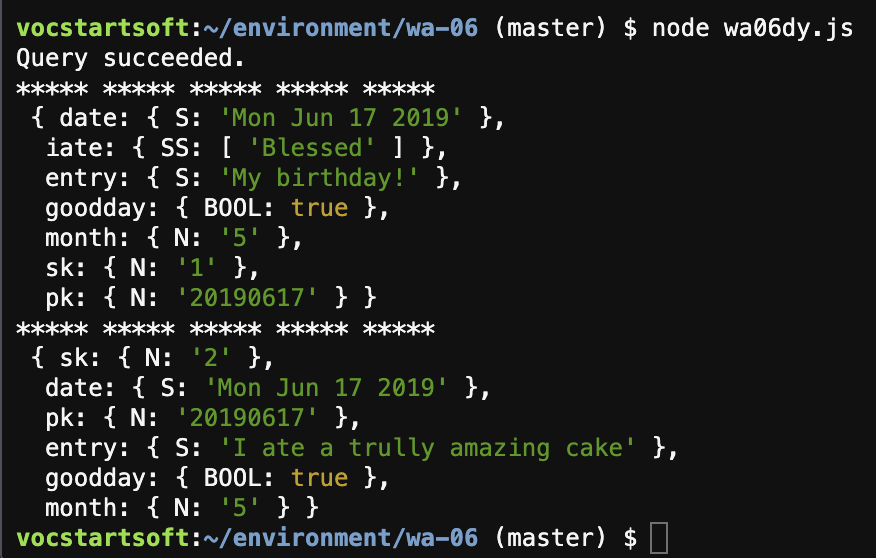 vocstartsoft:~/environment/wa-06 (master) $ node wa06dy.js
Query succeeded.
***** ***** ***** ***** *****
 { date: { S: 'Mon Jun 17 2019' },
  iate: { SS: [ 'Blessed' ] },
  entry: { S: 'My birthday!' },
  goodday: { BOOL: true },
  month: { N: '5' },
  sk: { N: '1' },
  pk: { N: '20190617' } }
***** ***** ***** ***** *****
 { sk: { N: '2' },
  date: { S: 'Mon Jun 17 2019' },
  pk: { N: '20190617' },
  entry: { S: 'I ate a trully amazing cake' },
  goodday: { BOOL: true },
  month: { N: '5' } }
vocstartsoft:~/environment/wa-06 (master) $